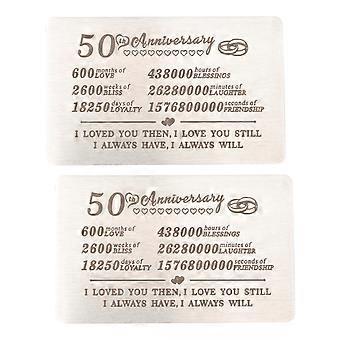 50th Anniversary
600 months of LOVE 438000 hours of BLESSINGS
2600 weeks of BLISS 26280000 minutes of LAUGHTER
18250 days of LOYALTY 1576800000 seconds of FRIENDSHIP
I LOVED YOU THEN, I LOVE YOU STILL
I ALWAYS HAVE, I ALWAYS WILL
50th Anniversary
600 months of LOVE 438000 hours of BLESSINGS
2600 weeks of BLISS 26280000 minutes of LAUGHTER
18250 days of LOYALTY 1576800000 seconds of FRIENDSHIP
I LOVED YOU THEN, I LOVE YOU STILL
I ALWAYS HAVE, I ALWAYS WILL